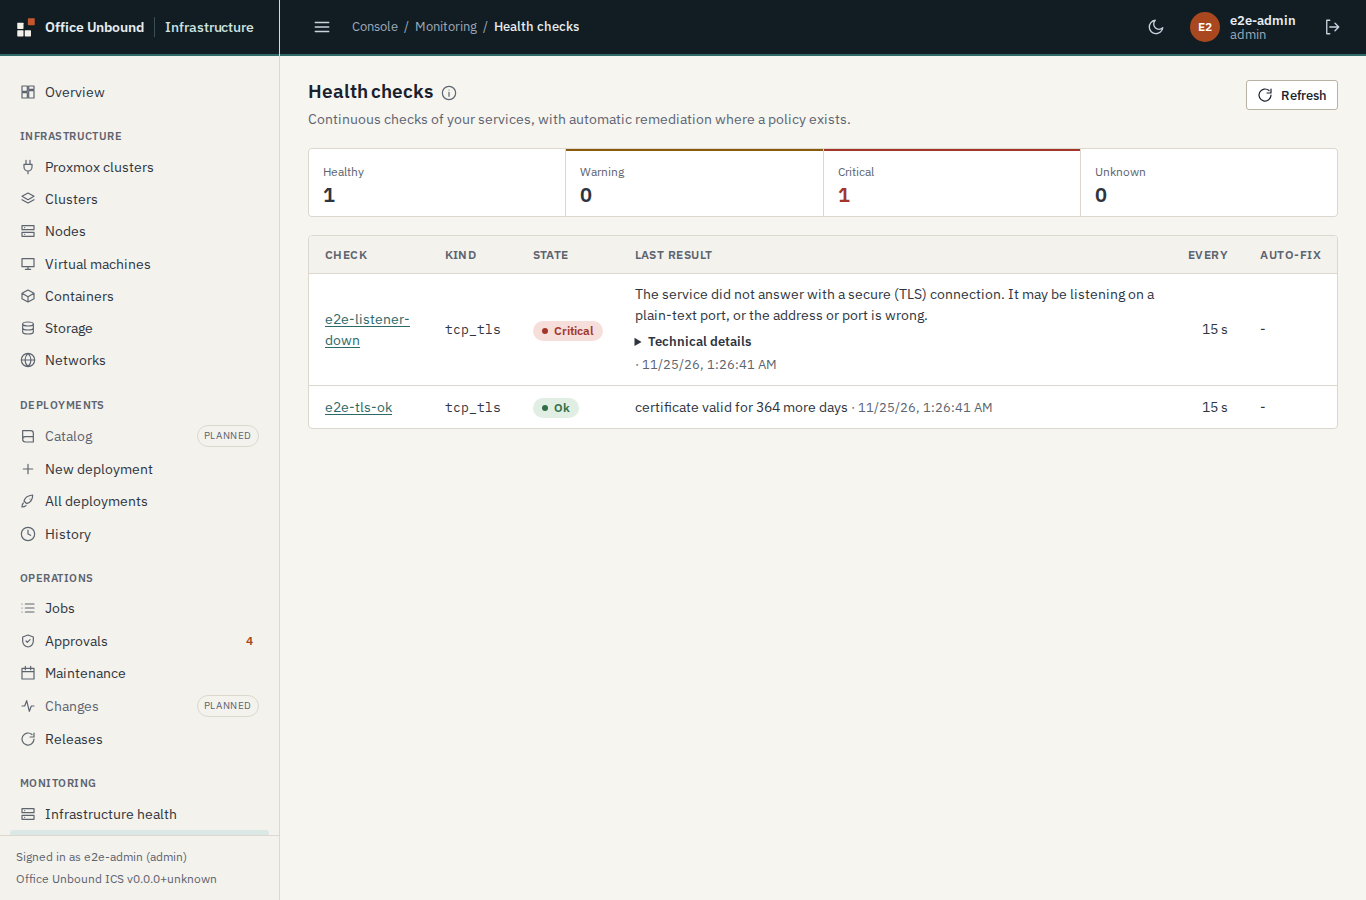 Office Unbound Infrastructure
Console / Monitoring / Health checks
E2
e2e-admin
admin
Overview
INFRASTRUCTURE
Proxmox clusters
Clusters
Nodes
Virtual machines
Containers
Storage
Networks
DEPLOYMENTS
Catalog PLANNED
New deployment
All deployments
History
OPERATIONS
Jobs
Approvals 4
Maintenance
Changes PLANNED
Releases
MONITORING
Infrastructure health
Signed in as e2e-admin (admin)
Office Unbound ICS v0.0.0+unknown
Health checks
Refresh
Continuous checks of your services, with automatic remediation where a policy exists.
Healthy
1
Warning
0
Critical
1
Unknown
0
CHECK KIND STATE LAST RESULT EVERY AUTO-FIX
e2e-listener-
down
tcp_tls
Critical
The service did not answer with a secure (TLS) connection. It may be listening on a
plain-text port, or the address or port is wrong.
Technical details
· 11/25/26, 1:26:41 AM
15 s
-
e2e-tls-ok tcp_tls Ok certificate valid for 364 more days · 11/25/26, 1:26:41 AM 15 s -